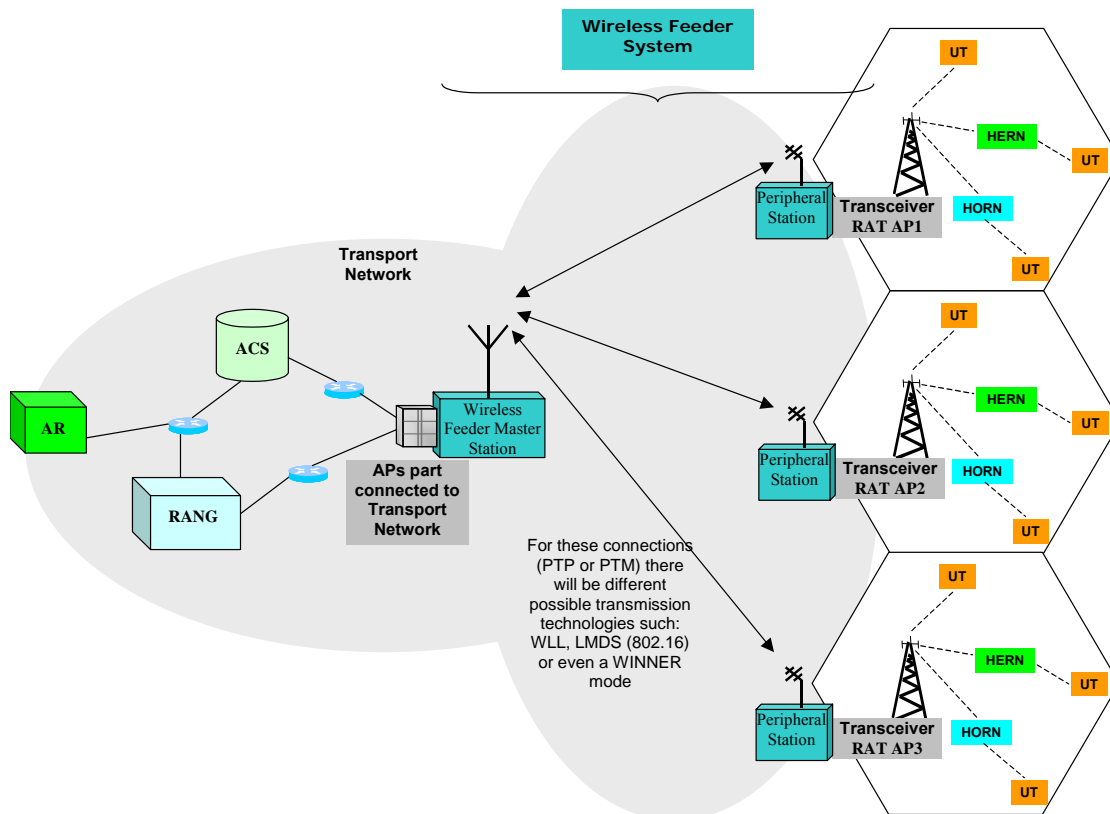 Wireless Feeder
System
UT
HERN
UT
HORN
UT
Peripheral
Station
Transceiver
RAT AP1
Transport
Network
ACS
AR
RANG
Wireless
Feeder Master
Station
APs part
connected to
Transport
Network
UT
HERN
UT
HORN
UT
Peripheral
Station
Transceiver
RAT AP2
For these connections
(PTP or PTM) there
will be different
possible transmission
technologies such:
WLL, LMDS (802.16)
or even a WINNER
mode
UT
HERN
UT
HORN
UT
Peripheral
Station
Transceiver
RAT AP3